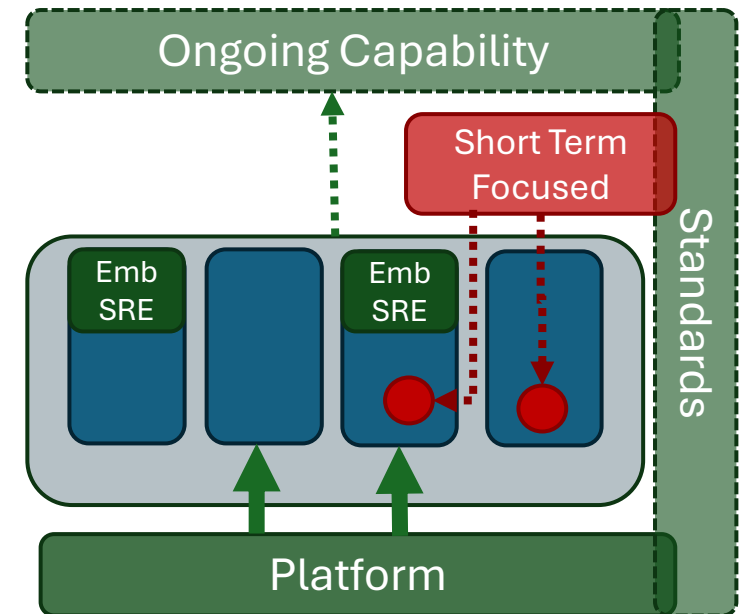 Ongoing Capability
Short Term
Focused
Standards
Emb
SRE
Emb
SRE
Platform